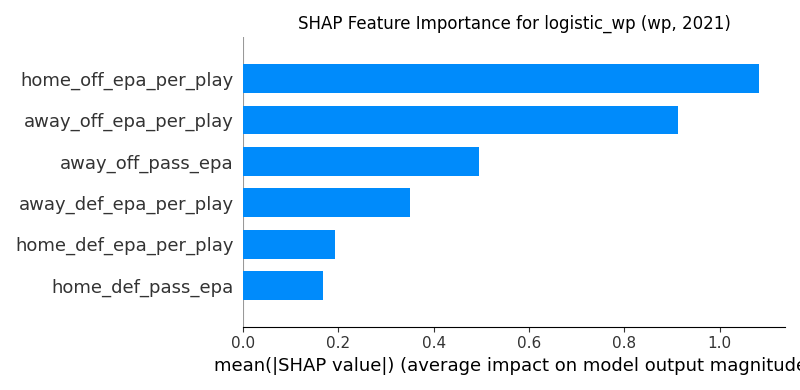 SHAP Feature Importance for logistic_wp (wp, 2021)
home_off_epa_per_play
away_off_epa_per_play
away_off_pass_epa
away_def_epa_per_play
home_def_epa_per_play
home_def_pass_epa
0.0 0.2 0.4 0.6 0.8 1.0
mean(|SHAP value|) (average impact on model output magnitude